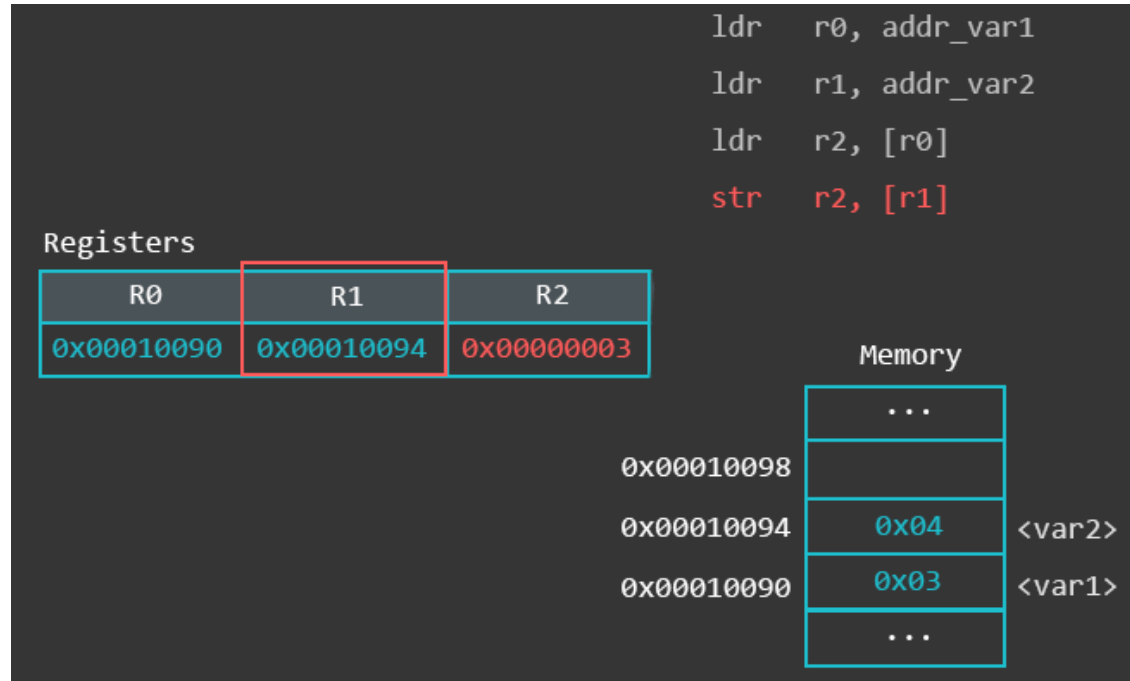 ldr r0, addr_var1
ldr r1, addr_var2
ldr r2, [r0]
str r2, [r1]
Registers
R0 R1 R2
0x00010090 0x00010094 0x00000003
Memory
...
0x00010098
0x00010094 0x04 <var2>
0x00010090 0x03 <var1>
...